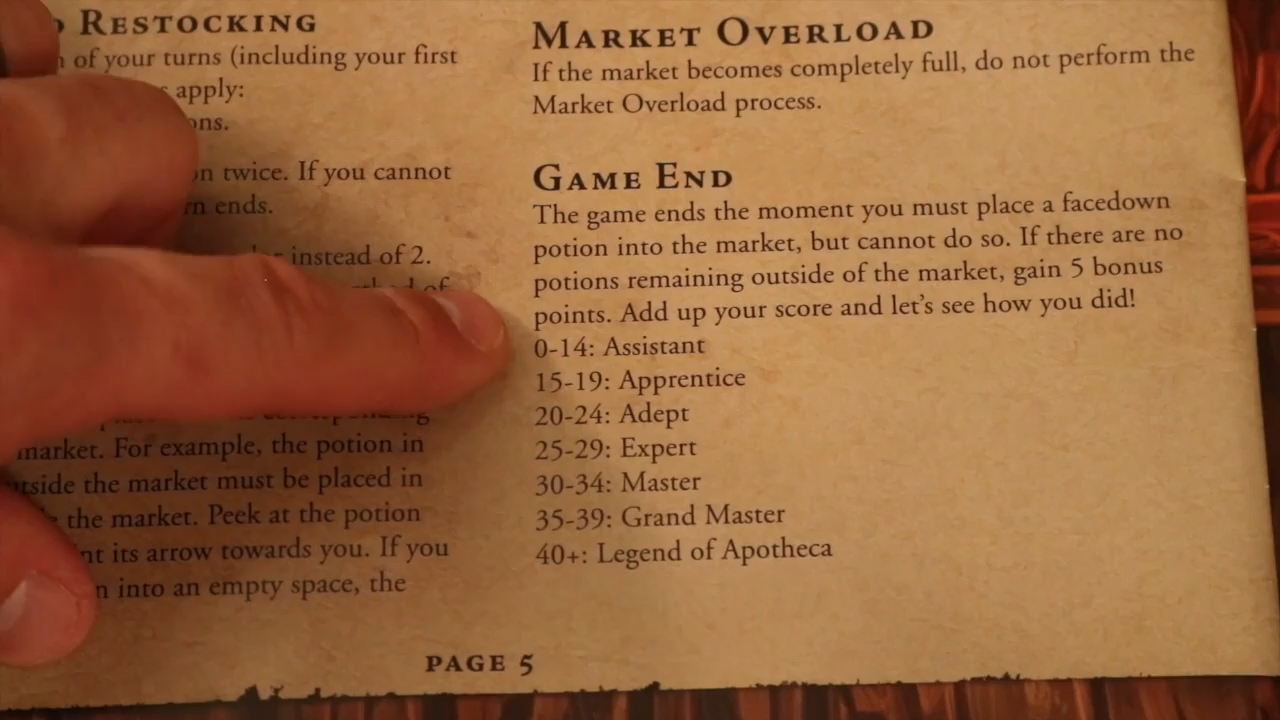 RESTOCKING
of your turns (including your first
apply:
twice. If you cannot
ends.
instead of 2.
of
market. For example, the potion in
the market must be placed in
the market. Peek at the potion
its arrow towards you. If you
into an empty space, the
MARKET OVERLOAD
If the market becomes completely full, do not perform the
Market Overload process.
GAME END
The game ends the moment you must place a facedown
potion into the market, but cannot do so. If there are no
potions remaining outside of the market, gain 5 bonus
points. Add up your score and let's see how you did!
0-14: Assistant
15-19: Apprentice
20-24: Adept
25-29: Expert
30-34: Master
35-39: Grand Master
40+: Legend of Apotheca
PAGE 5